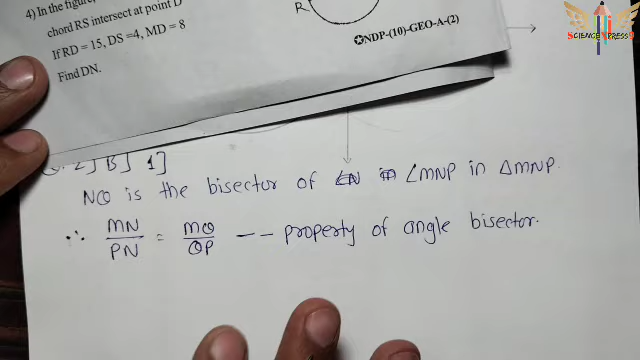 4) In the figure,
chord RS intersect at point D
If RD = 15, DS =4, MD = 8
Find DN.
R
✪NDP-(10)-GEO-A-(2)
SCIENCEXPRESS9
2] B] 1]
NQ is the bisector of ∠MNP in ΔMNP.
∴ MN/PN = MQ/QP -- property of angle bisector.